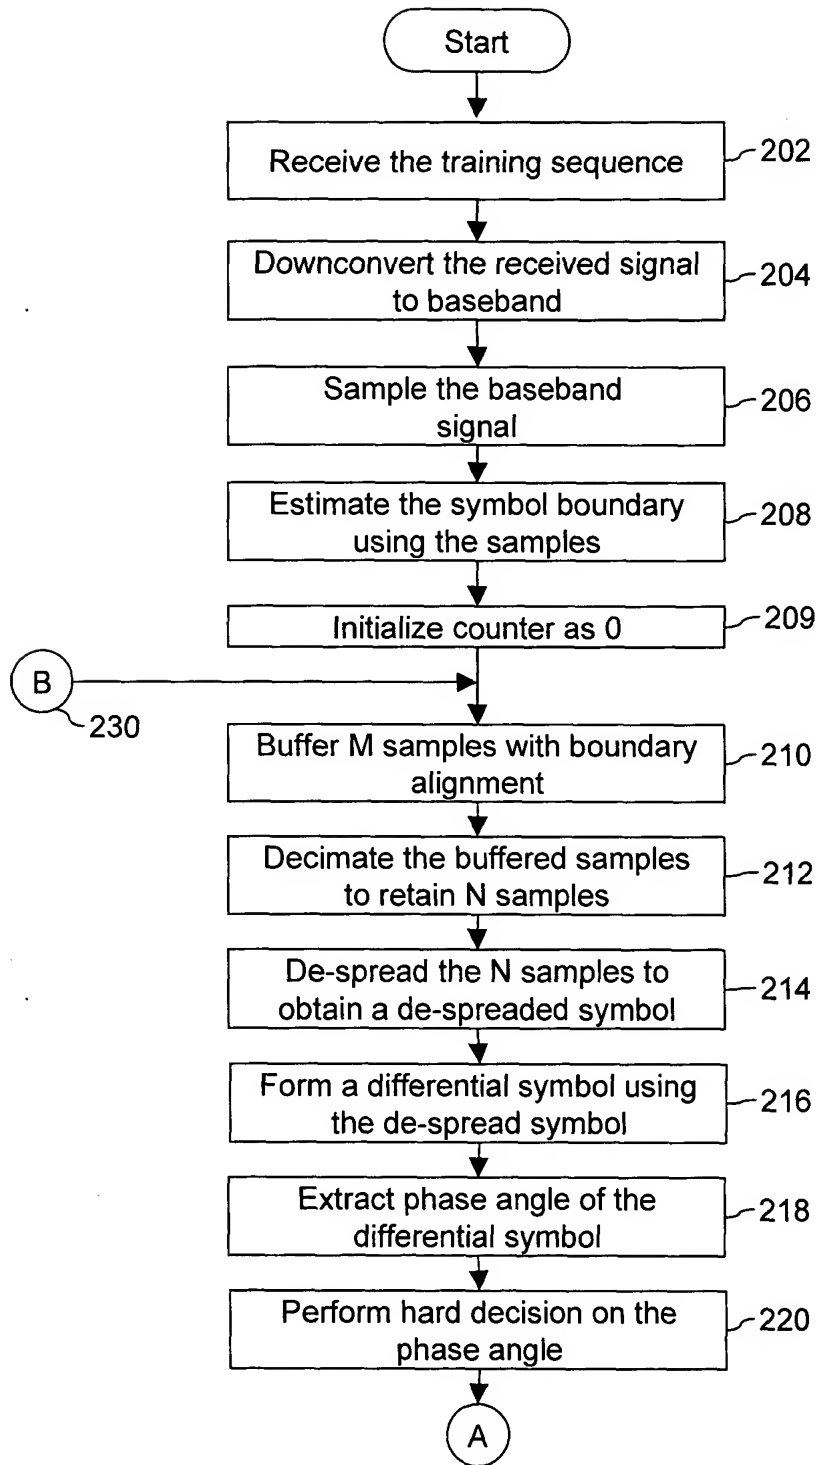 Start
Receive the training sequence
202
Downconvert the received signal
to baseband
204
Sample the baseband
signal
206
Estimate the symbol boundary
using the samples
208
Initialize counter as 0
209
B
230
Buffer M samples with boundary
alignment
210
Decimate the buffered samples
to retain N samples
212
De-spread the N samples to
obtain a de-spreaded symbol
214
Form a differential symbol using
the de-spread symbol
216
Extract phase angle of the
differential symbol
218
Perform hard decision on the
phase angle
220
A